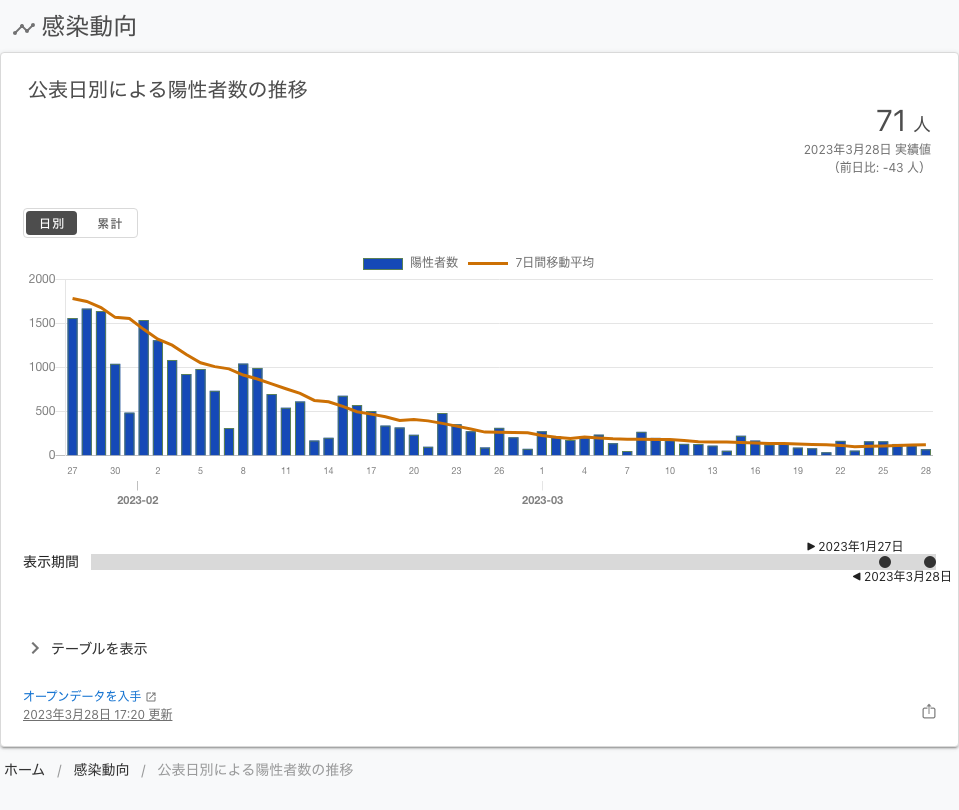 感染動向
公表日別による陽性者数の推移
71 人
2023年3月28日 実績値
（前日比: -43 人）
日別 累計
陽性者数 7日間移動平均
2000
1500
1000
500
0
27 30 2 5 8 11 14 17 20 23 26 1 4 7 10 13 16 19 22 25 28
2023-02 2023-03
2023年1月27日
表示期間
2023年3月28日
テーブルを表示
オープンデータを入手
2023年3月28日 17:20 更新
ホーム / 感染動向 / 公表日別による陽性者数の推移